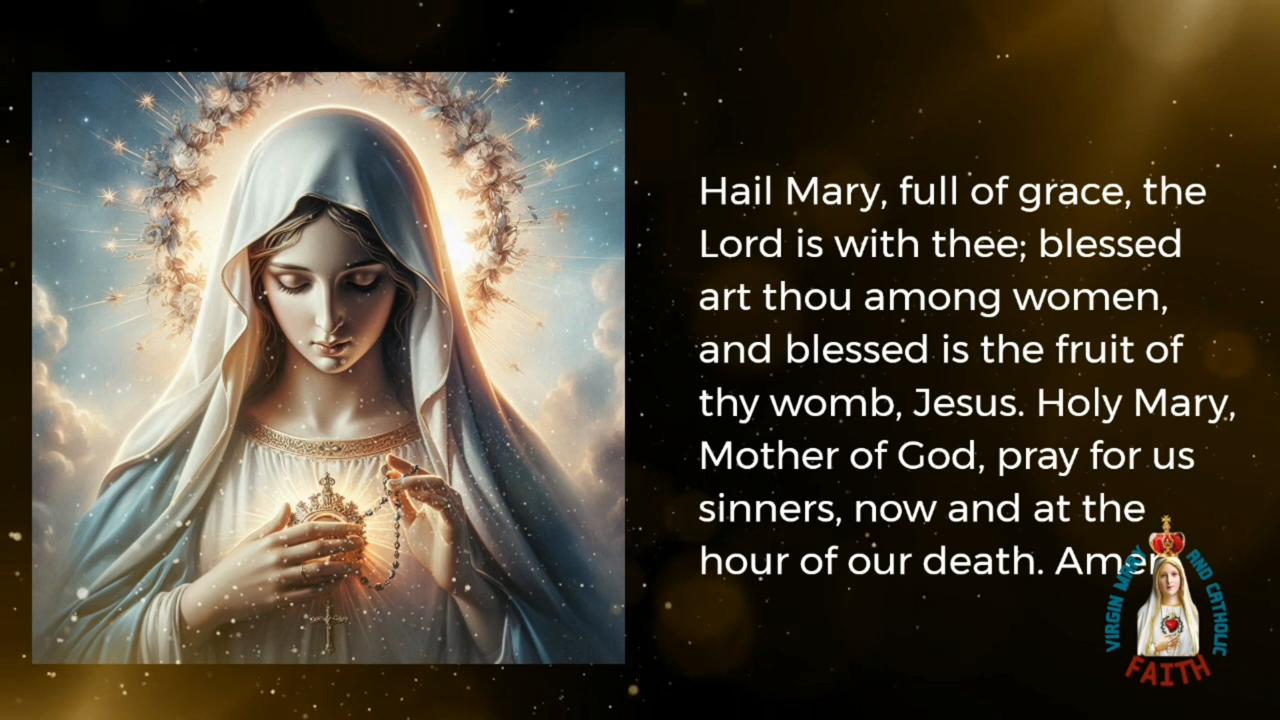 Hail Mary, full of grace, the
Lord is with thee; blessed
art thou among women,
and blessed is the fruit of
thy womb, Jesus. Holy Mary,
Mother of God, pray for us
sinners, now and at the
hour of our death. Amen
VIRGIN MARY AND CATHOLIC
FAITH